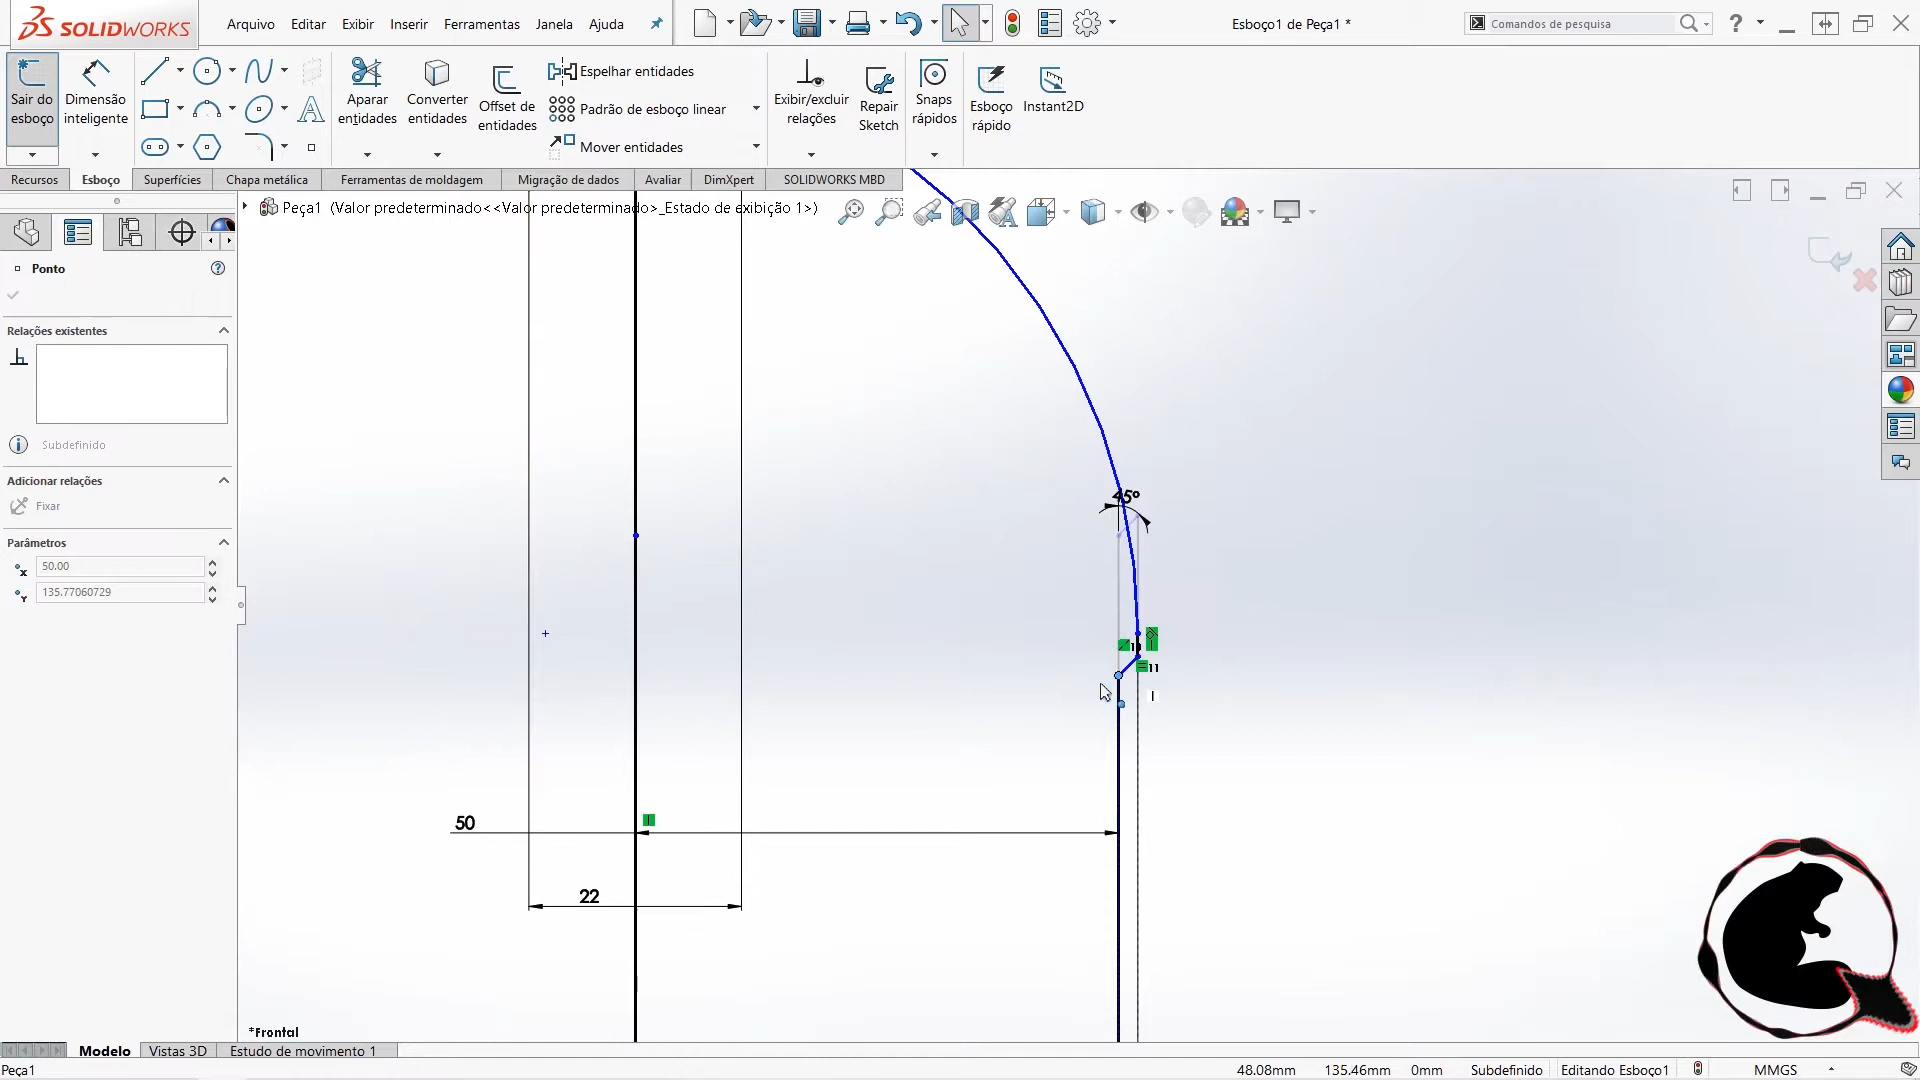 SOLIDWORKS
Arquivo Editar Exibir Inserir Ferramentas Janela Ajuda
Esboço1 de Peça1 *
Comandos de pesquisa
?
Sair do esboço
Dimensão inteligente
Aparar entidades
Converter entidades
Offset de entidades
Espelhar entidades
Padrão de esboço linear
Mover entidades
Exibir/excluir relações
Repair Sketch
Snaps rápidos
Esboço rápido
Instant2D
Recursos Esboço Superfícies Chapa metálica Ferramentas de moldagem Migração de dados Avaliar DimXpert SOLIDWORKS MBD
Peça1 (Valor predeterminado<<Valor predeterminado>_Estado de exibição 1>)
Ponto
Relações existentes
Subdefinido
Adicionar relações
Fixar
Parâmetros
50.00
135.77060729
45°
11
50
22
*Frontal
Modelo Vistas 3D Estudo de movimento 1
Peça1 48.08mm 135.46mm 0mm Subdefinido Editando Esboço1 MMGS